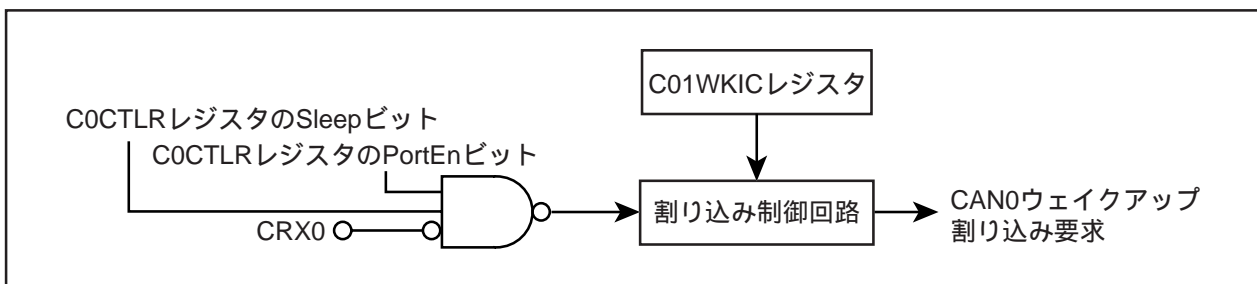 C01WKICレジスタ
C0CTLRレジスタのSleepビット
C0CTLRレジスタのPortEnビット
CRX0
割り込み制御回路
CAN0ウェイクアップ
割り込み要求